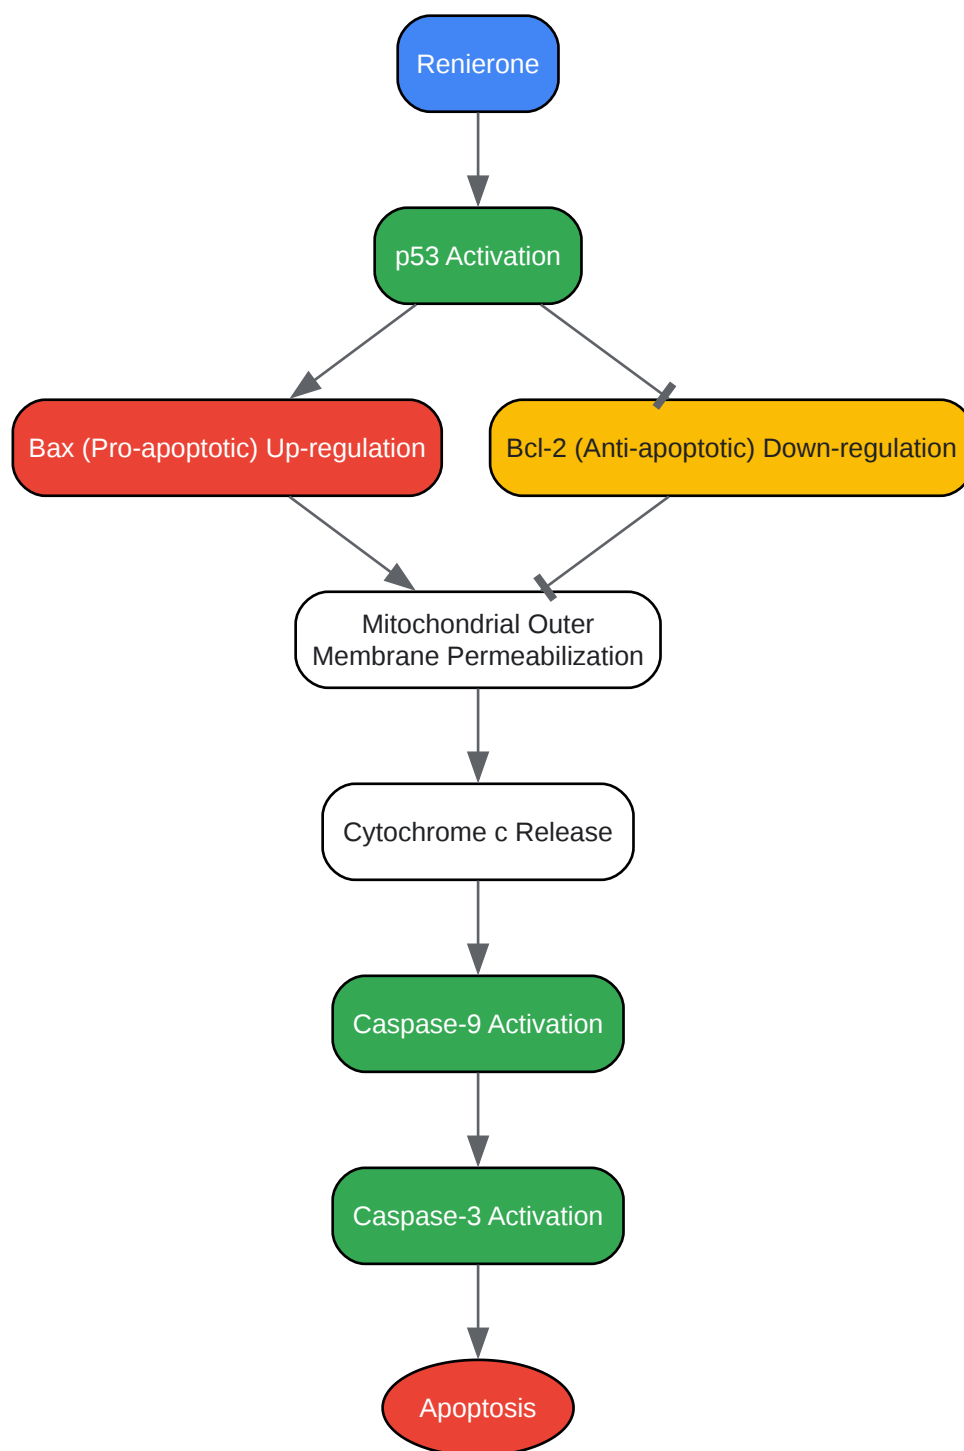 Renierone
p53 Activation
Bax (Pro-apoptotic) Up-regulation
Bcl-2 (Anti-apoptotic) Down-regulation
Mitochondrial Outer
Membrane Permeabilization
Cytochrome c Release
Caspase-9 Activation
Caspase-3 Activation
Apoptosis